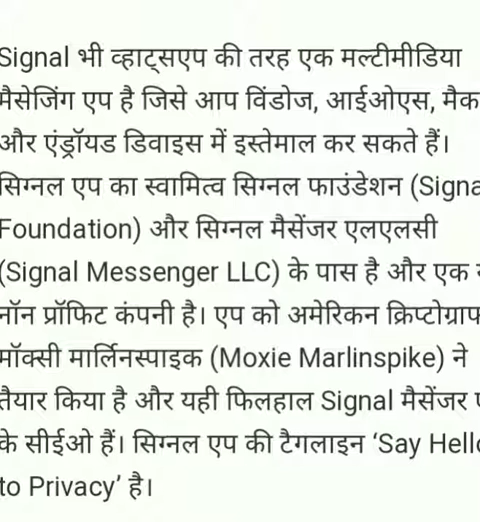 Signal भी व्हाट्सएप की तरह एक मल्टीमीडिया
मैसेजिंग एप है जिसे आप विंडोज, आईओएस, मैक
और एंड्रॉयड डिवाइस में इस्तेमाल कर सकते हैं।
सिग्नल एप का स्वामित्व सिग्नल फाउंडेशन (Signa
Foundation) और सिग्नल मैसेंजर एलएलसी
(Signal Messenger LLC) के पास है और एक
नॉन प्रॉफिट कंपनी है। एप को अमेरिकन क्रिप्टोग्राफ
मॉक्सी मार्लिनस्पाइक (Moxie Marlinspike) ने
तैयार किया है और यही फिलहाल Signal मैसेंजर
के सीईओ हैं। सिग्नल एप की टैगलाइन ‘Say Hello
to Privacy’ है।